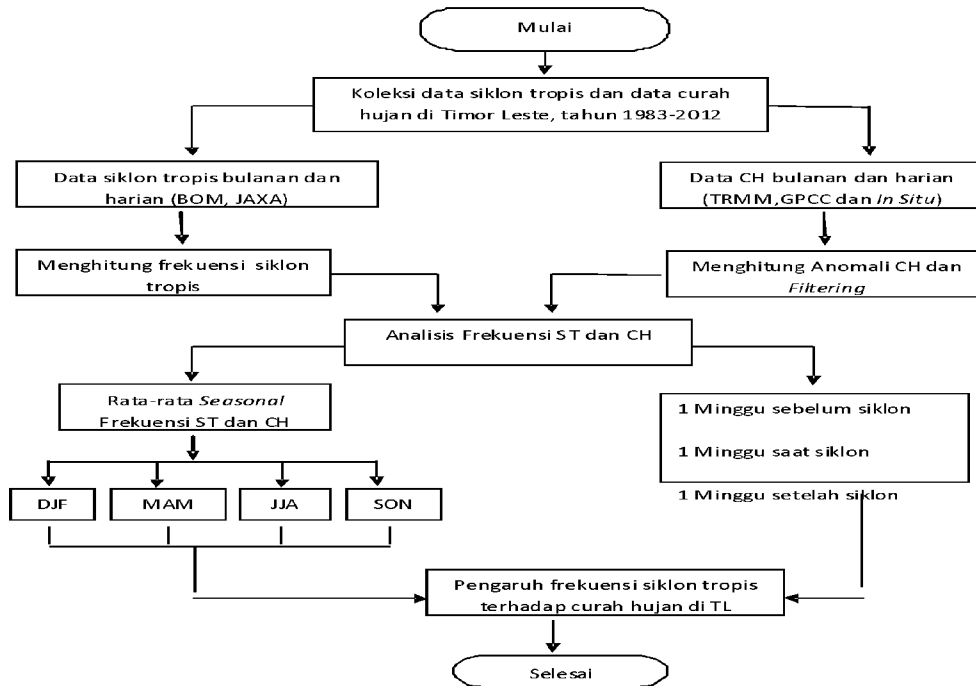 Mulai
Koleksi data siklon tropis dan data curah
hujan di Timor Leste, tahun 1983-2012
Data siklon tropis bulanan dan
harian (BOM, JAXA)
Data CH bulanan dan harian
(TRMM,GPCC dan In Situ)
Menghitung frekuensi siklon
tropis
Menghitung Anomali CH dan
Filtering
Analisis Frekuensi ST dan CH
Rata-rata Seasonal
Frekuensi ST dan CH
1 Minggu sebelum siklon
1 Minggu saat siklon
1 Minggu setelah siklon
DJF
MAM
JJA
SON
Pengaruh frekuensi siklon tropis
terhadap curah hujan di TL
Selesai